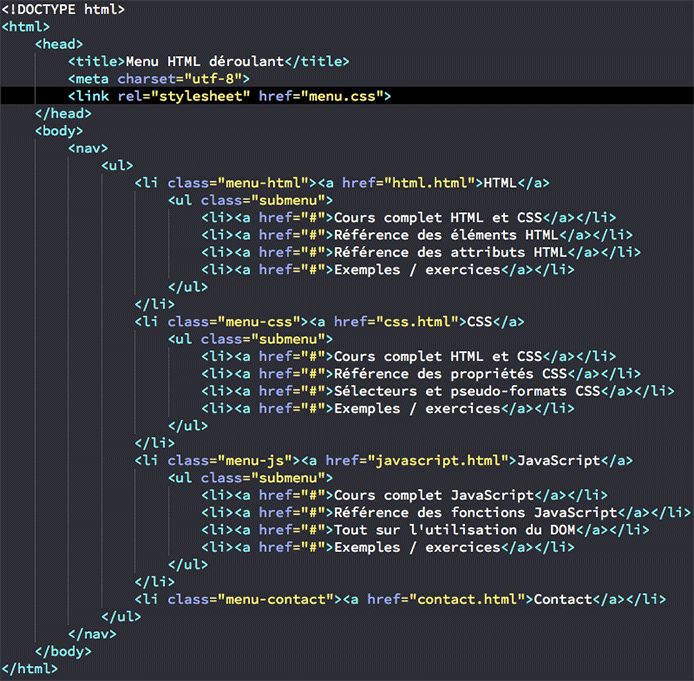 <!DOCTYPE html>
<html>
    <head>
        <title>Menu HTML déroulant</title>
        <meta charset="utf-8">
        <link rel="stylesheet" href="menu.css">
    </head>
    <body>
        <nav>
            <ul>
                <li class="menu-html"><a href="html.html">HTML</a>
                    <ul class="submenu">
                        <li><a href="#">Cours complet HTML et CSS</a></li>
                        <li><a href="#">Référence des éléments HTML</a></li>
                        <li><a href="#">Référence des attributs HTML</a></li>
                        <li><a href="#">Exemples / exercices</a></li>
                    </ul>
                </li>
                <li class="menu-css"><a href="css.html">CSS</a>
                    <ul class="submenu">
                        <li><a href="#">Cours complet HTML et CSS</a></li>
                        <li><a href="#">Référence des propriétés CSS</a></li>
                        <li><a href="#">Sélecteurs et pseudo-formats CSS</a></li>
                        <li><a href="#">Exemples / exercices</a></li>
                    </ul>
                </li>
                <li class="menu-js"><a href="javascript.html">JavaScript</a>
                    <ul class="submenu">
                        <li><a href="#">Cours complet JavaScript</a></li>
                        <li><a href="#">Référence des fonctions JavaScript</a></li>
                        <li><a href="#">Tout sur l'utilisation du DOM</a></li>
                        <li><a href="#">Exemples / exercices</a></li>
                    </ul>
                </li>
                <li class="menu-contact"><a href="contact.html">Contact</a></li>
            </ul>
        </nav>
    </body>
</html>